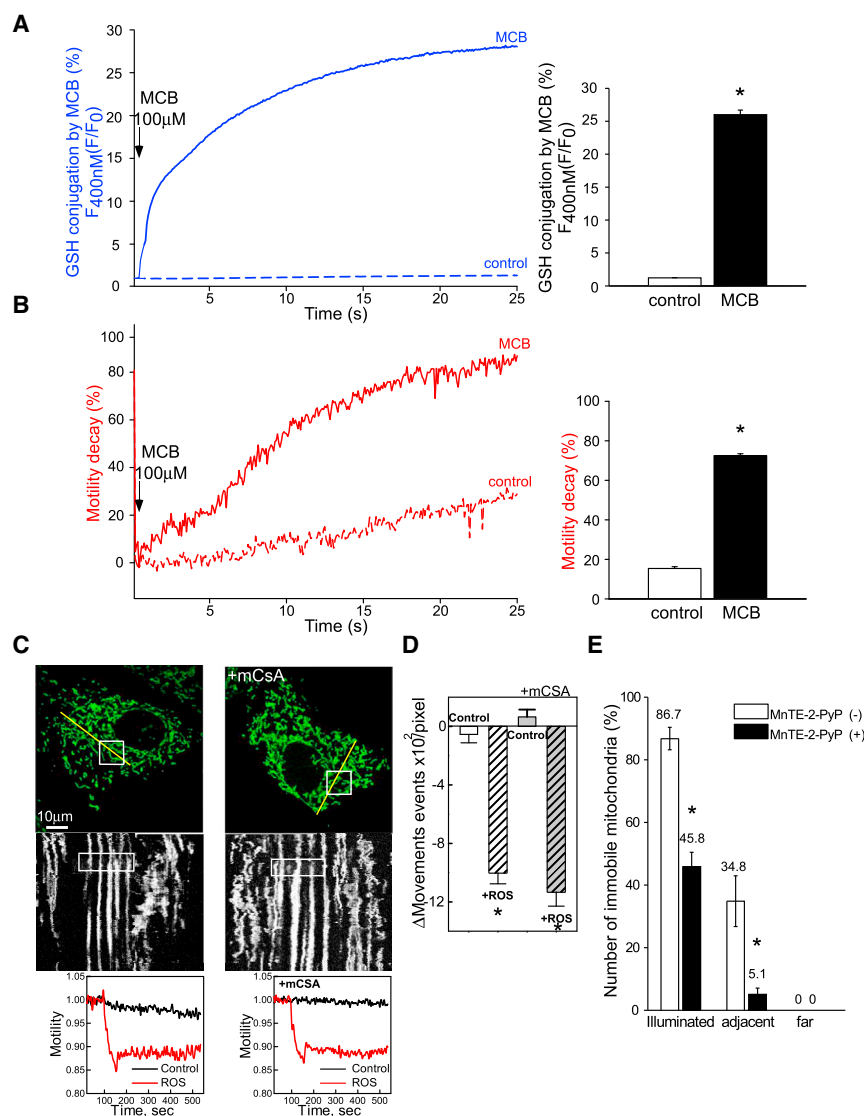 A
GSH conjugation by MCB (%)
F400nM(F/F0)
30
25
20
15
10
5
0
MCB
100µM
MCB
control
5
10
15
20
25
Time (s)
GSH conjugation by MCB (%)
F400nM(F/F0)
30
25
20
15
10
5
0
*
control
MCB
B
Motility decay (%)
100
80
60
40
20
0
MCB
100µM
MCB
control
5
10
15
20
25
Time (s)
Motility decay (%)
100
80
60
40
20
0
*
control
MCB
C
10µm
+mCsA
Motility
1.05
1.00
0.95
0.90
0.85
0.80
Control
ROS
100 200 300 400 500
Time, sec
Motility
1.05
1.00
0.95
0.90
0.85
0.80
+mCSA
Control
ROS
100 200 300 400 500
Time, sec
D
ΔMovements events x10²/pixel
4
0
-4
-8
-12
+mCSA
Control
Control
+ROS
*
+ROS
*
E
Number of immobile mitochondria (%)
100
80
60
40
20
0
MnTE-2-PyP (-)
MnTE-2-PyP (+)
86.7
*
45.8
34.8
*
5.1
0 0
Illuminated
adjacent
far